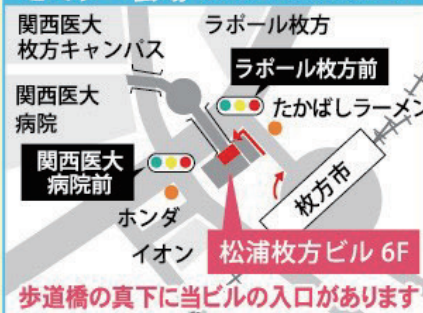 関西医大
枚方キャンパス
ラポール枚方
ラポール枚方前
関西医大
病院
たかばしラーメン
関西医大
病院前
枚方市
ホンダ
イオン
松浦枚方ビル 6F
歩道橋の真下に当ビルの入口があります